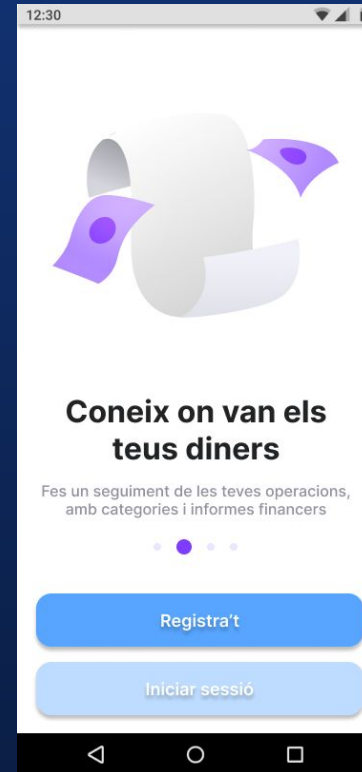 12:30
Coneix on van els
teus diners
Fes un seguiment de les teves operacions,
amb categories i informes financers
Registra't
Iniciar sessió